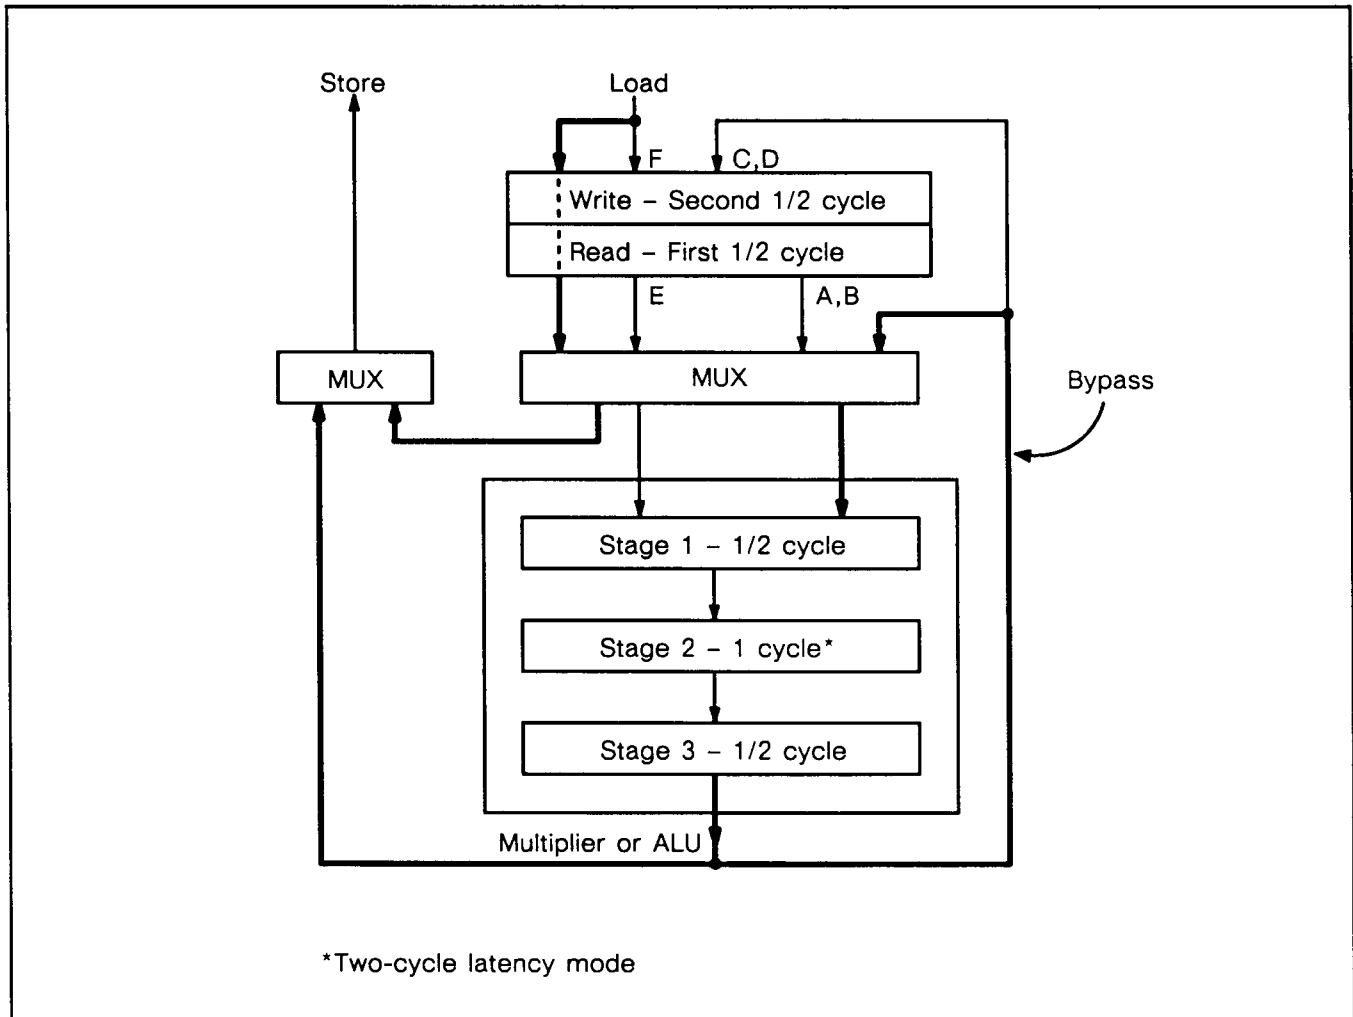 Store
Load
F
C,D
Write – Second 1/2 cycle
Read – First 1/2 cycle
E
A,B
MUX
MUX
Bypass
Stage 1 – 1/2 cycle
Stage 2 – 1 cycle*
Stage 3 – 1/2 cycle
Multiplier or ALU
*Two-cycle latency mode